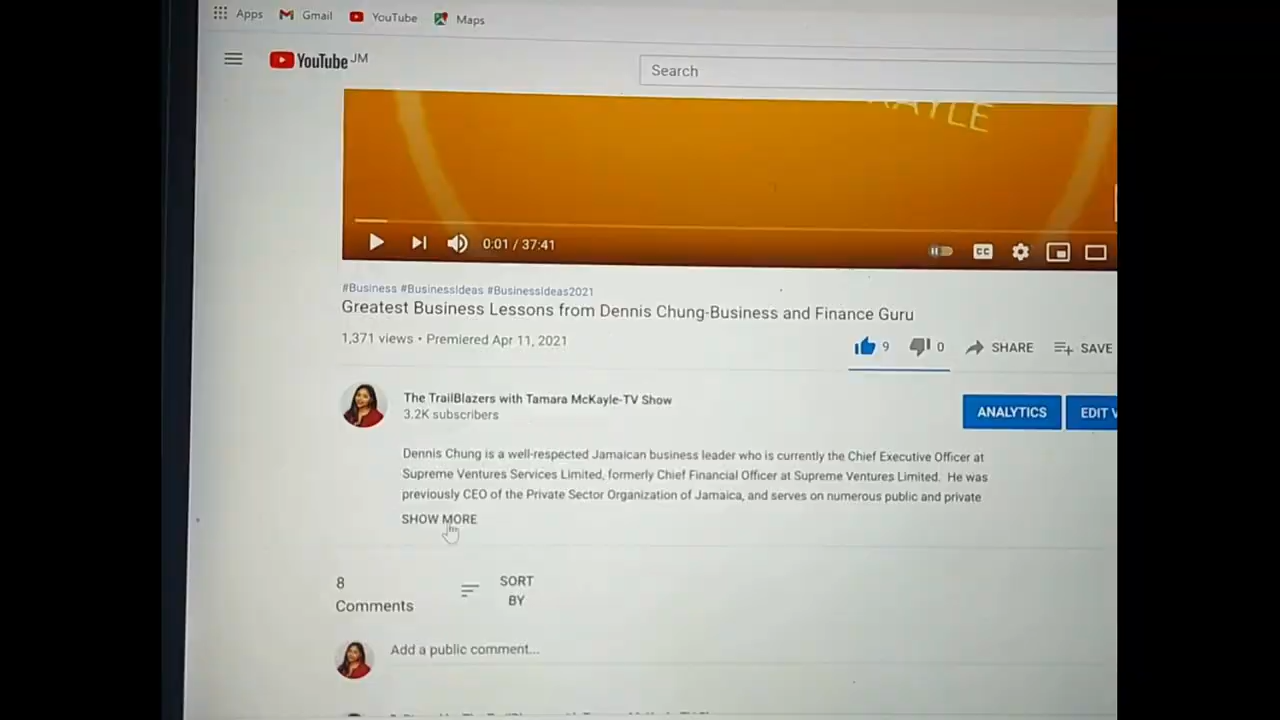 Apps Gmail YouTube Maps
YouTube JM
Search
0:01 / 37:41
CC
#Business #BusinessIdeas #BusinessIdeas2021
Greatest Business Lessons from Dennis Chung-Business and Finance Guru
1,371 views • Premiered Apr 11, 2021
9 0 SHARE SAVE
The TrailBlazers with Tamara McKayle-TV Show
3.2K subscribers
ANALYTICS EDIT V
Dennis Chung is a well-respected Jamaican business leader who is currently the Chief Executive Officer at
Supreme Ventures Services Limited, formerly Chief Financial Officer at Supreme Ventures Limited. He was
previously CEO of the Private Sector Organization of Jamaica, and serves on numerous public and private
SHOW MORE
8
Comments
SORT
BY
Add a public comment...